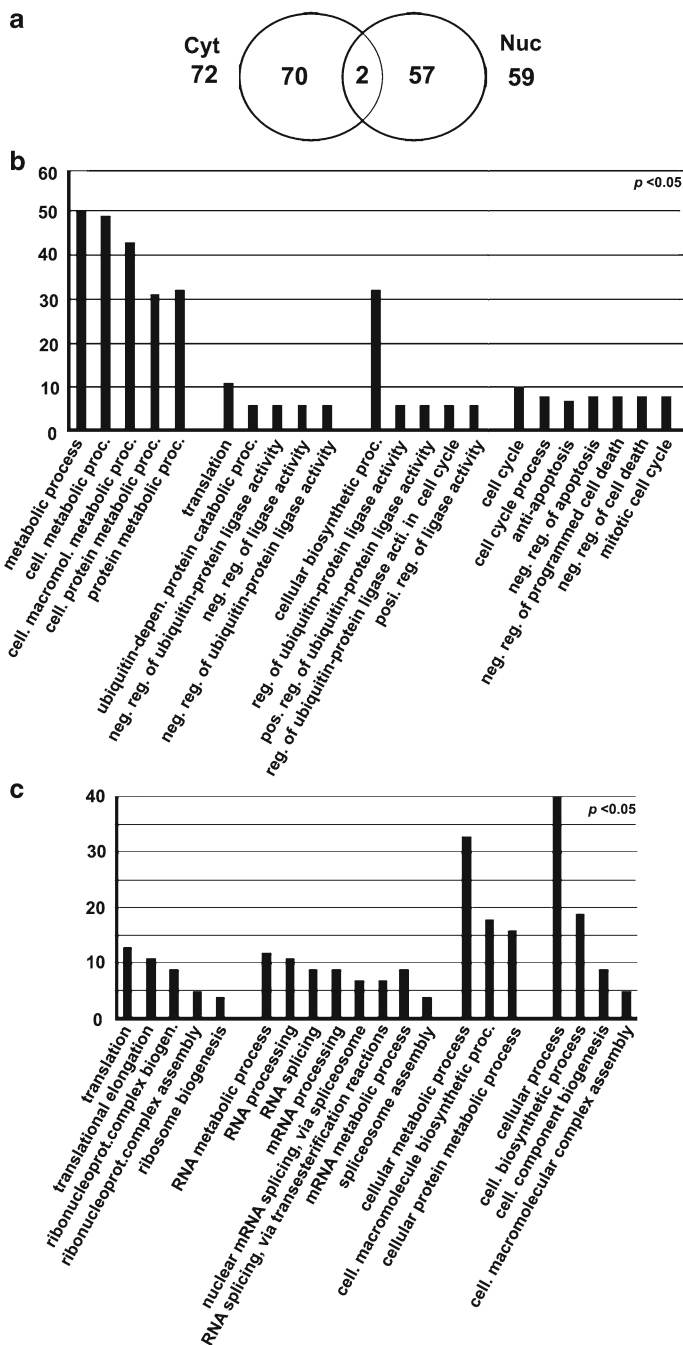 a
Cyt
72
70
2
57
Nuc
59
b
p <0.05
60
50
40
30
20
10
0
metabolic process
cell. metabolic proc.
cell. macromol. metabolic proc.
cell. protein metabolic proc.
protein metabolic proc.
translation
ubiquitin-depen. protein catabolic proc.
neg. reg. of ubiquitin-protein ligase activity
neg. reg. of ligase activity
neg. reg. of ubiquitin-protein ligase activity
cellular biosynthetic proc.
reg. of ubiquitin-protein ligase activity
pos. reg. of ubiquitin-protein ligase activity
reg. of ubiquitin-protein ligase acti. in cell cycle
posi. reg. of ligase activity
cell cycle
cell cycle process
anti-apoptosis
neg. reg. of apoptosis
neg. reg. of programmed cell death
neg. reg. of cell death
mitotic cell cycle
c
p <0.05
40
30
20
10
0
translation
translational elongation
ribonucleoprot.complex biogen.
ribonucleoprot.complex assembly
ribosome biogenesis
RNA metabolic process
RNA processing
RNA splicing
mRNA processing
nuclear mRNA splicing, via spliceosome
RNA splicing, via transesterification reactions
mRNA metabolic process
spliceosome assembly
cellular metabolic process
cell. macromolecule biosynthetic proc.
cellular protein metabolic process
cellular process
cell. biosynthetic process
cell. component biogenesis
cell. macromolecular complex assembly